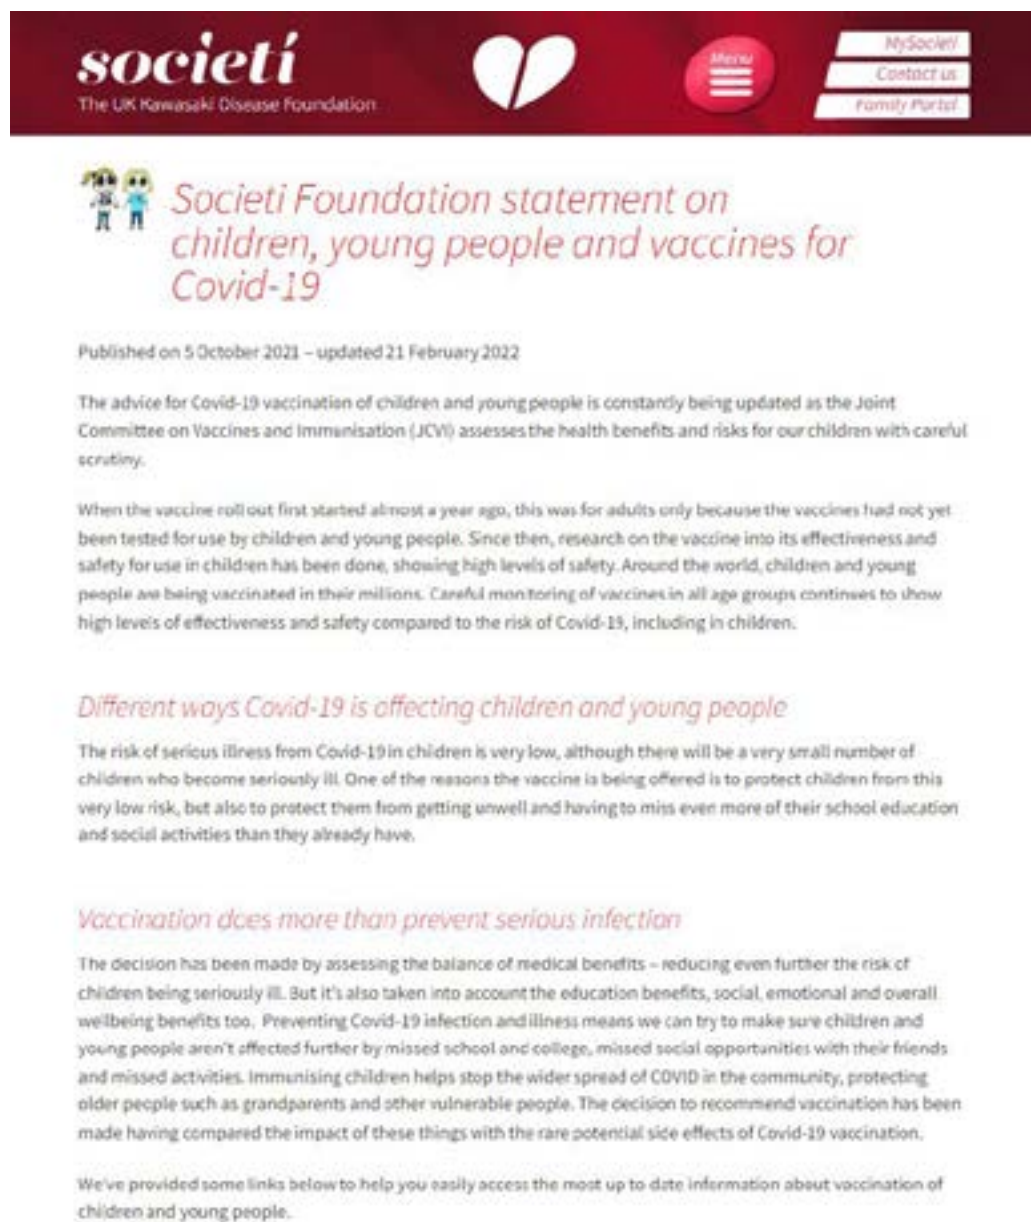 societí
The UK Kawasaki Disease Foundation
Menu
MySocieti
Contact us
Family Portal
Societi Foundation statement on
children, young people and vaccines for
Covid-19
Published on 5 October 2021 – updated 21 February 2022
The advice for Covid-19 vaccination of children and young people is constantly being updated as the Joint
Committee on Vaccines and Immunisation (JCVI) assesses the health benefits and risks for our children with careful
scrutiny.
When the vaccine roll out first started almost a year ago, this was for adults only because the vaccines had not yet
been tested for use by children and young people. Since then, research on the vaccine into its effectiveness and
safety for use in children has been done, showing high levels of safety. Around the world, children and young
people are being vaccinated in their millions. Careful monitoring of vaccines in all age groups continues to show
high levels of effectiveness and safety compared to the risk of Covid-19, including in children.
Different ways Covid-19 is affecting children and young people
The risk of serious illness from Covid-19 in children is very low, although there will be a very small number of
children who become seriously ill. One of the reasons the vaccine is being offered is to protect children from this
very low risk, but also to protect them from getting unwell and having to miss even more of their school education
and social activities than they already have.
Vaccination does more than prevent serious infection
The decision has been made by assessing the balance of medical benefits – reducing even further the risk of
children being seriously ill. But it's also taken into account the education benefits, social, emotional and overall
wellbeing benefits too. Preventing Covid-19 infection and illness means we can try to make sure children and
young people aren't affected further by missed school and college, missed social opportunities with their friends
and missed activities. Immunising children helps stop the wider spread of COVID in the community, protecting
older people such as grandparents and other vulnerable people. The decision to recommend vaccination has been
made having compared the impact of these things with the rare potential side effects of Covid-19 vaccination.
We've provided some links below to help you easily access the most up to date information about vaccination of
children and young people.